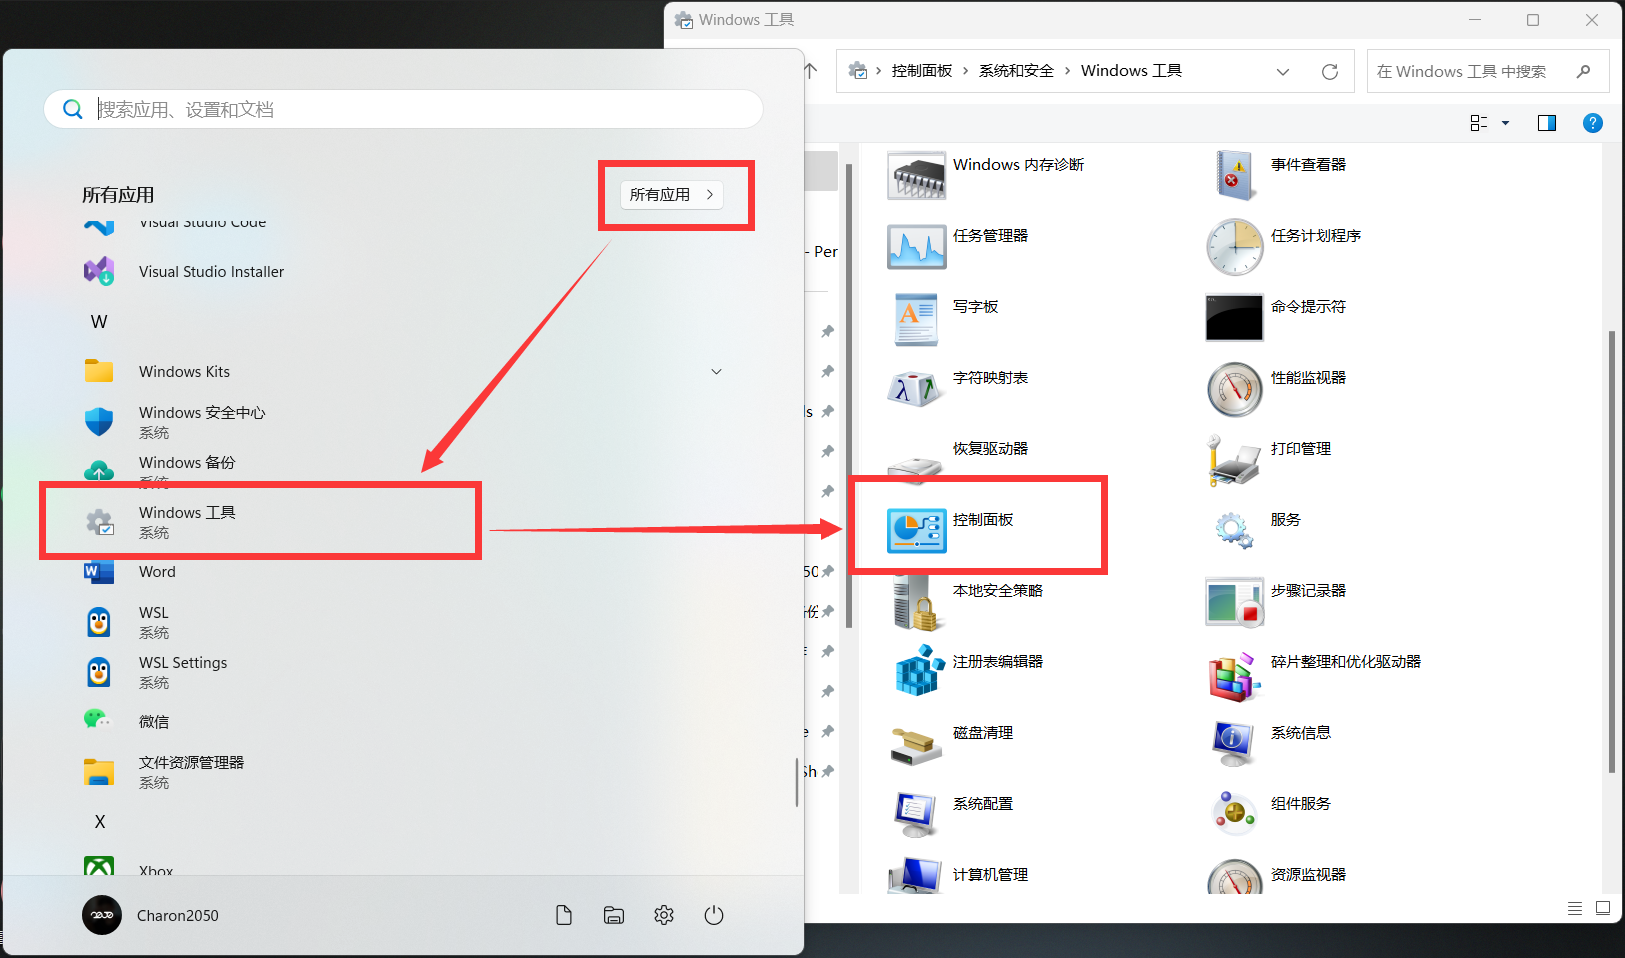 Windows 工具
控制面板 › 系统和安全 › Windows 工具
在 Windows 工具 中搜索
搜索应用、设置和文档
所有应用
所有应用 >
Visual Studio Code
Visual Studio Installer
W
Windows Kits
Windows 安全中心
系统
Windows 备份
系统
Windows 工具
系统
Word
WSL
系统
WSL Settings
系统
微信
文件资源管理器
系统
X
Xbox
Charon2050
- Per
ls
50
份
e
Sh
Windows 内存诊断
事件查看器
任务管理器
任务计划程序
写字板
命令提示符
字符映射表
性能监视器
恢复驱动器
打印管理
控制面板
服务
本地安全策略
步骤记录器
注册表编辑器
碎片整理和优化驱动器
磁盘清理
系统信息
系统配置
组件服务
计算机管理
资源监视器